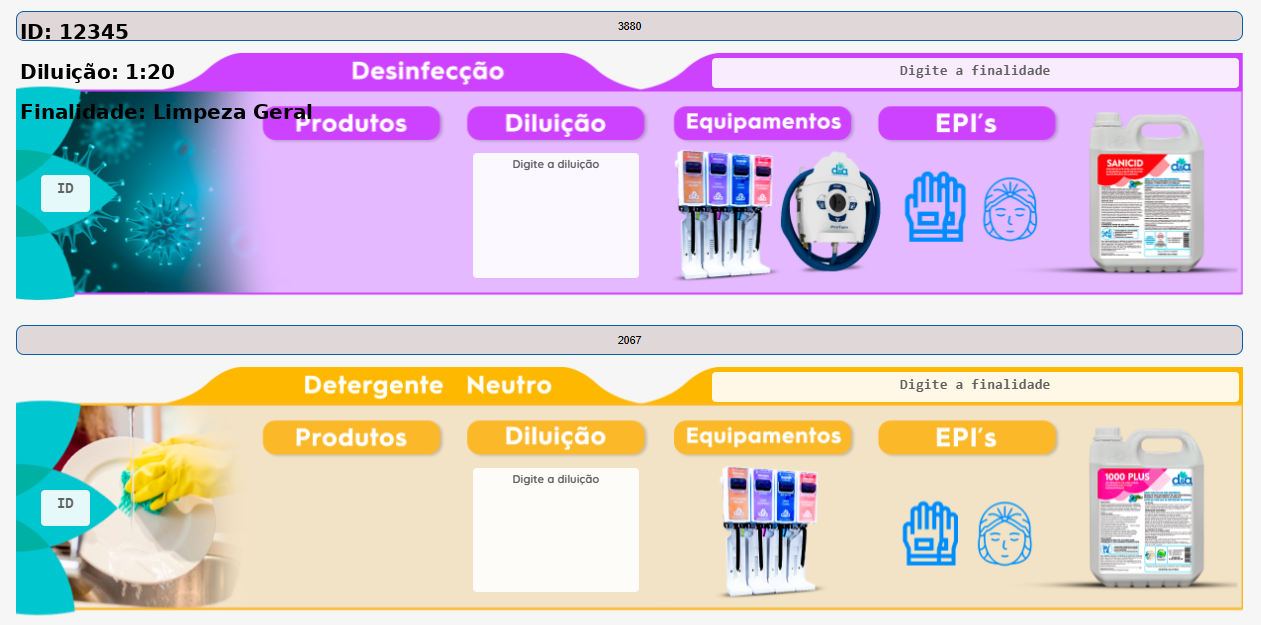 3880
ID: 12345
Diluição: 1:20
Finalidade: Limpeza Geral
Desinfecção
Digite a finalidade
Produtos
Diluição
Equipamentos
EPI´s
Digite a diluição
ID
SANICID
dia
2067
Detergente Neutro
Digite a finalidade
Produtos
Diluição
Equipamentos
EPI´s
Digite a diluição
ID
1000 PLUS
dia